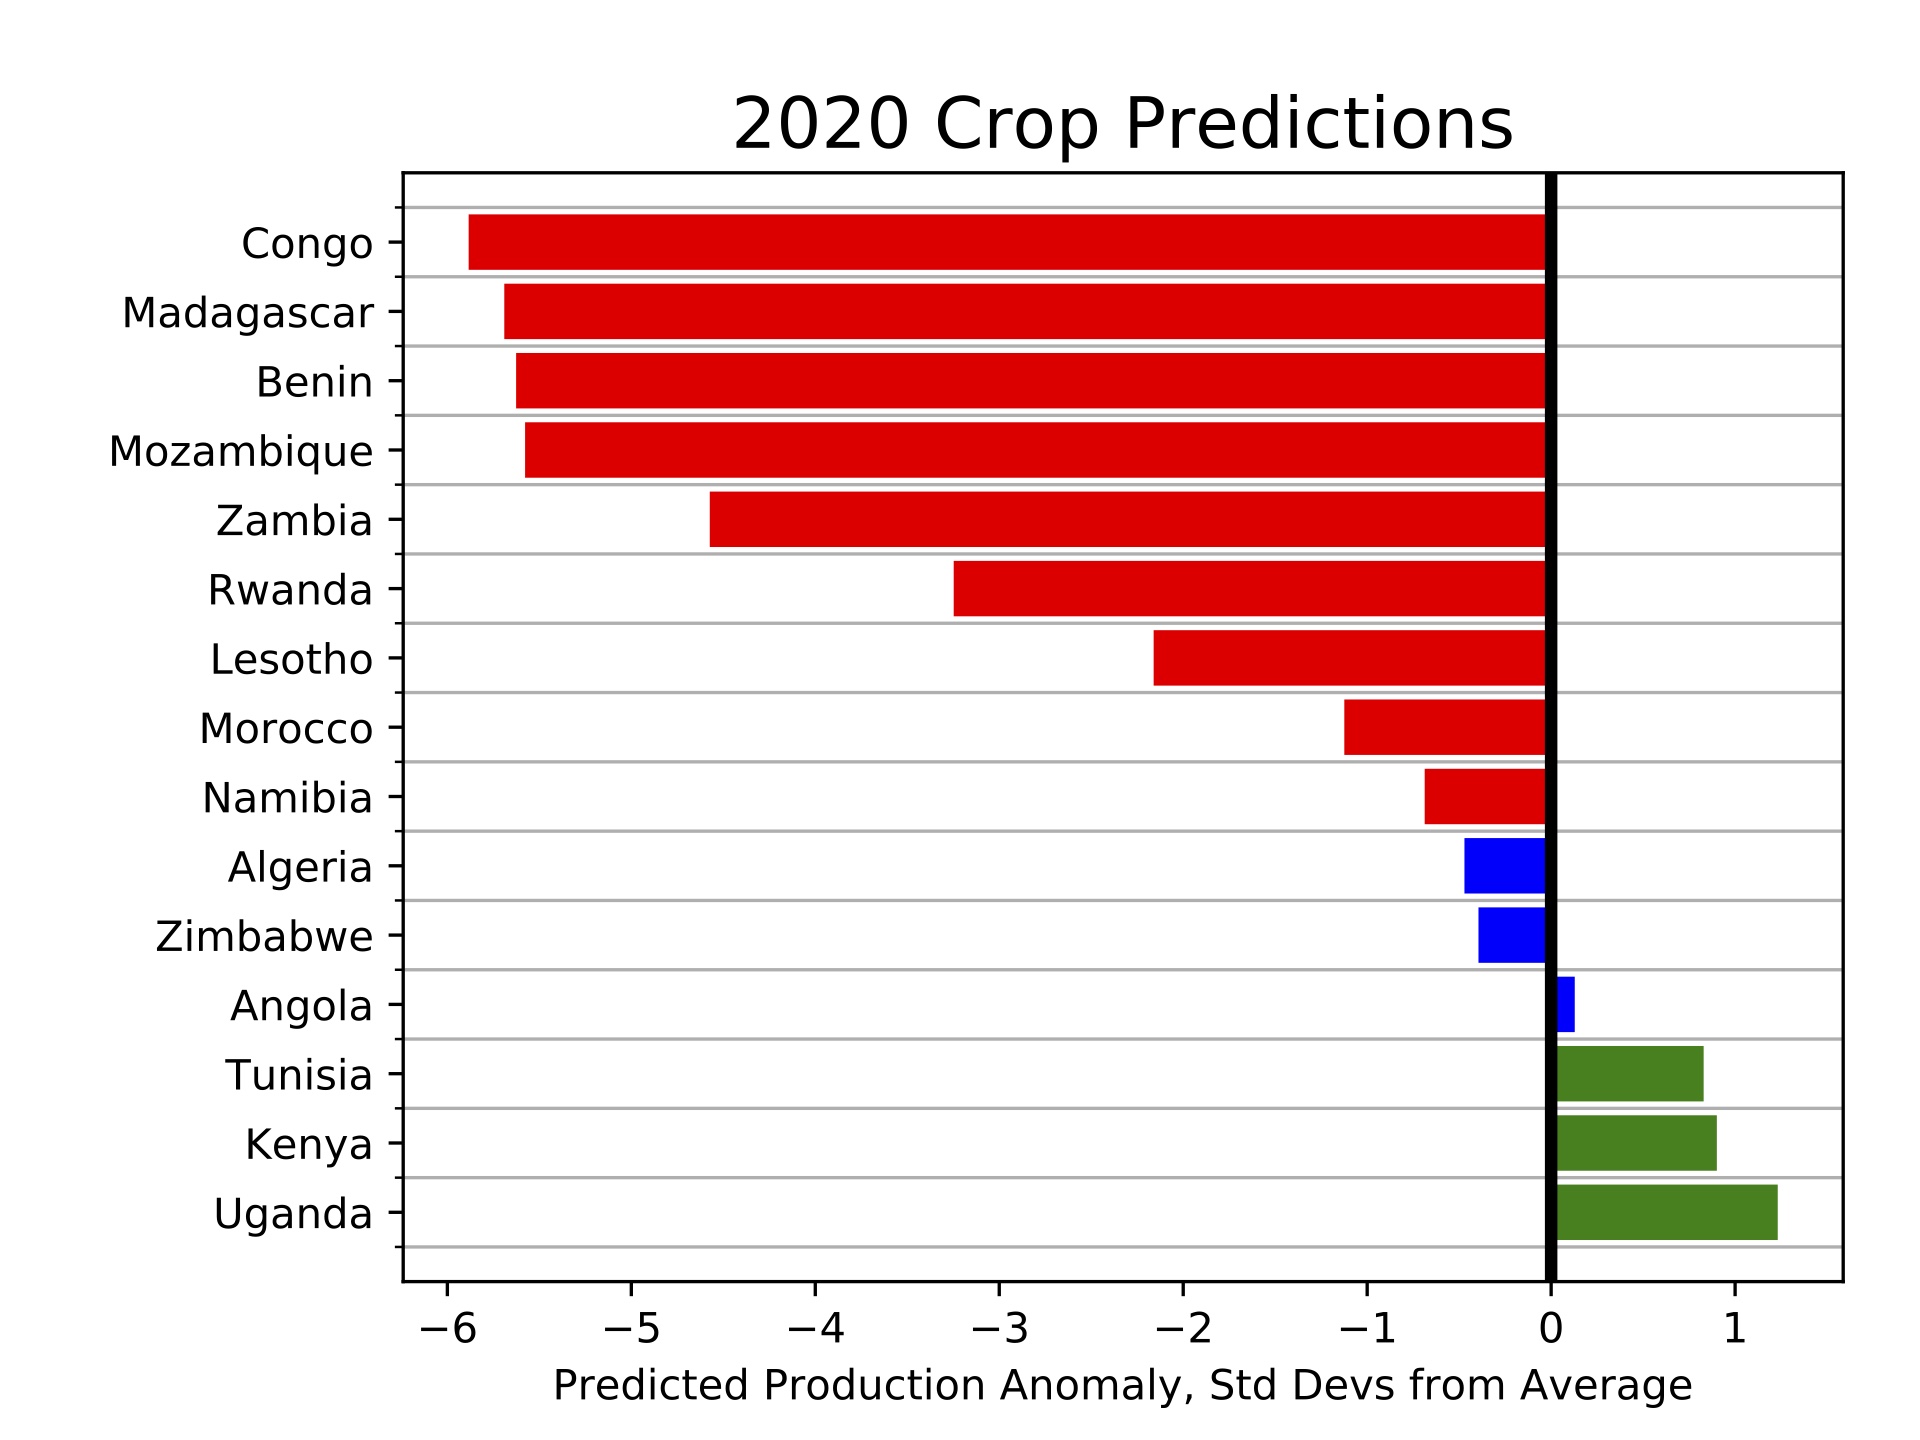 2020 Crop Predictions
Congo
Madagascar
Benin
Mozambique
Zambia
Rwanda
Lesotho
Morocco
Namibia
Algeria
Zimbabwe
Angola
Tunisia
Kenya
Uganda
−6 −5 −4 −3 −2 −1 0 1
Predicted Production Anomaly, Std Devs from Average